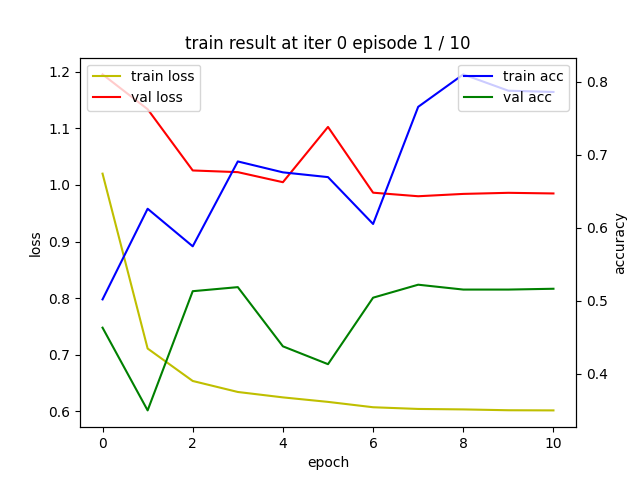 train result at iter 0 episode 1 / 10
train loss
val loss
train acc
val acc
1.2
1.1
1.0
0.9
0.8
0.7
0.6
loss
0.8
0.7
0.6
0.5
0.4
accuracy
0 2 4 6 8 10
epoch